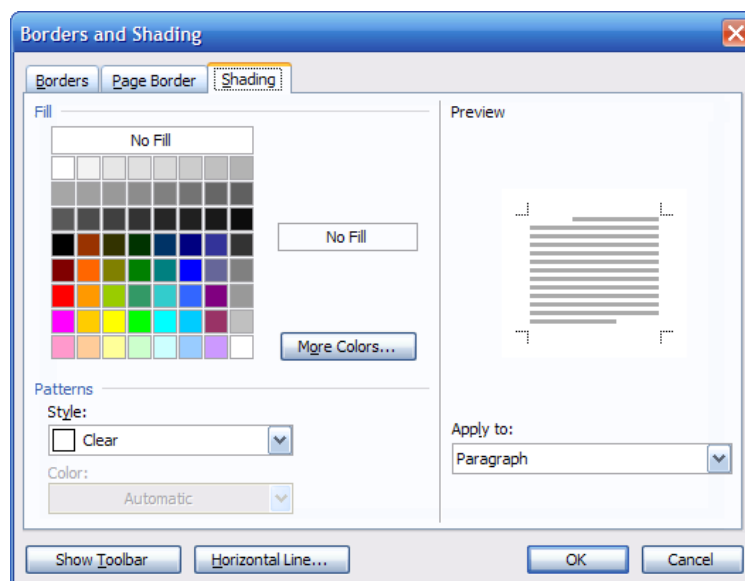 Borders and Shading
Borders
Page Border
Shading
Fill
No Fill
No Fill
More Colors...
Patterns
Style:
Clear
Color:
Automatic
Preview
Apply to:
Paragraph
Show Toolbar
Horizontal Line...
OK
Cancel